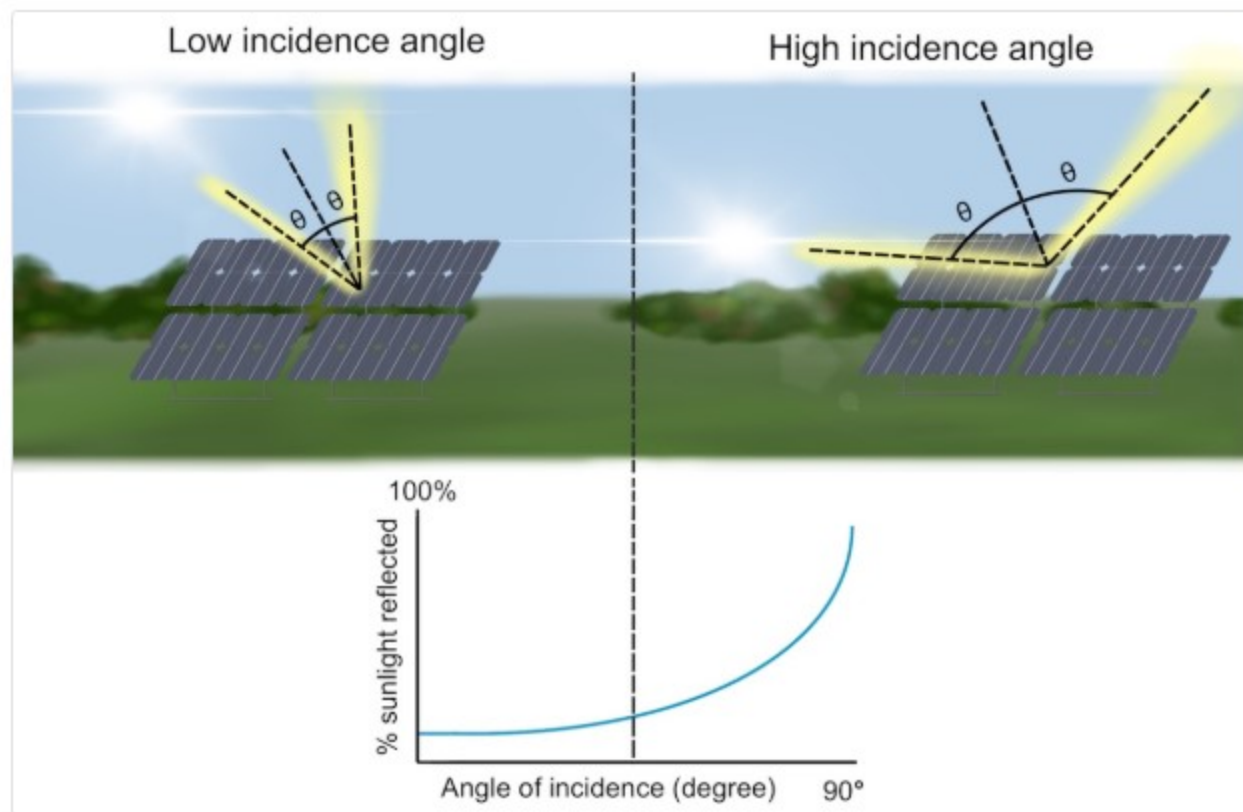 Low incidence angle
High incidence angle
θ
θ
θ
θ
100%
% sunlight reflected
Angle of incidence (degree)
90°